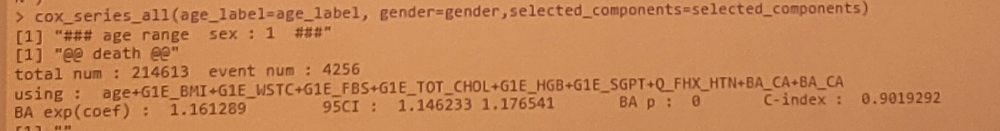 > cox_series_all(age_label=age_label, gender=gender,selected_components=selected_components)
[1] "### age range  sex : 1  ###"
[1] "@@ death @@"
total num : 214613  event num : 4256
using :  age+G1E_BMI+G1E_WSTC+G1E_FBS+G1E_TOT_CHOL+G1E_HGB+G1E_SGPT+Q_FHX_HTN+BA_CA+BA_CA
BA exp(coef) :  1.161289          95CI :  1.146233 1.176541        BA p :  0        C-index :  0.9019292
[1] ""